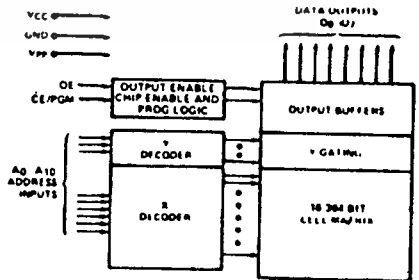 VCC
GND
VPP
DATA OUTPUTS
O0 O7
OE
CE/PGM
OUTPUT ENABLE
CHIP ENABLE AND
PROG LOGIC
OUTPUT BUFFERS
A0 A10
ADDRESS
INPUTS
Y
DECODER
Y GATING
X
DECODER
16 384 BIT
CELL MATRIX